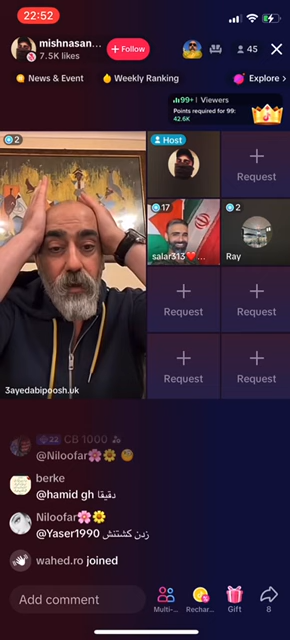 22:52
mishnasan...
7.5K likes
+ Follow
45
News & Event
Weekly Ranking
Explore >
99+ | Viewers
Points required for 99:
42.6K
2
Host
Request
17
salar313❤️...
2
Ray
Request
Request
Request
Request
3ayedabipoosh.uk
22 CB 1000
@Niloofar🌸🌼
berke
@hamid gh دقیقا
Niloofar🌸🌼
@Yaser1990 زدن کشتنش
wahed.ro joined
Add comment
Multi-...
Rechar...
Gift
8